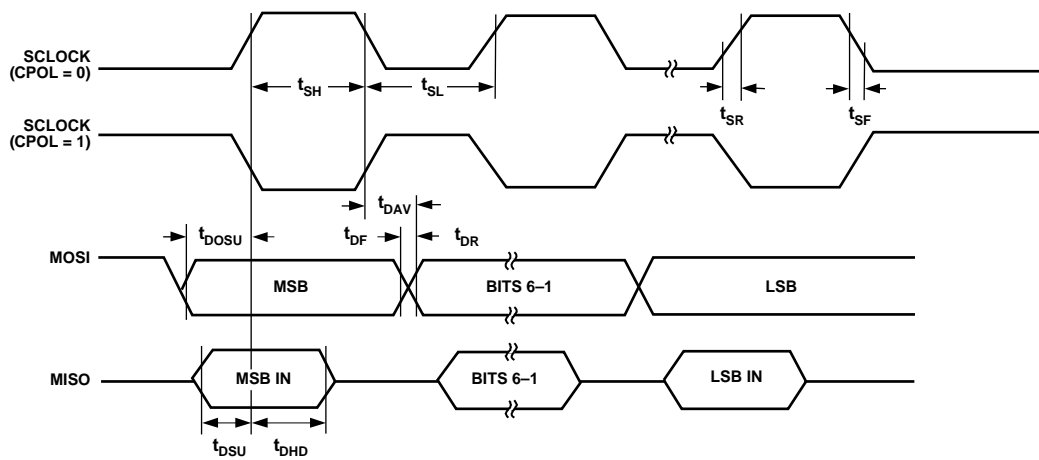 SCLOCK
(CPOL = 0)
tSH
tSL
tSR
tSF
SCLOCK
(CPOL = 1)
tDAV
tDOSU
tDF
tDR
MOSI
MSB
BITS 6–1
LSB
MISO
MSB IN
BITS 6–1
LSB IN
tDSU
tDHD